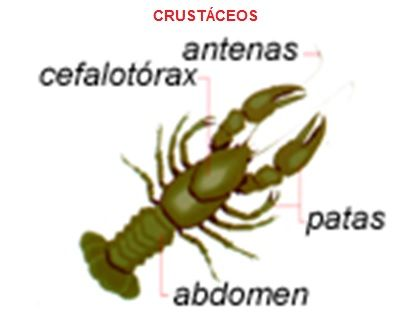 CRUSTÁCEOS
antenas
cefalotórax
patas
abdomen